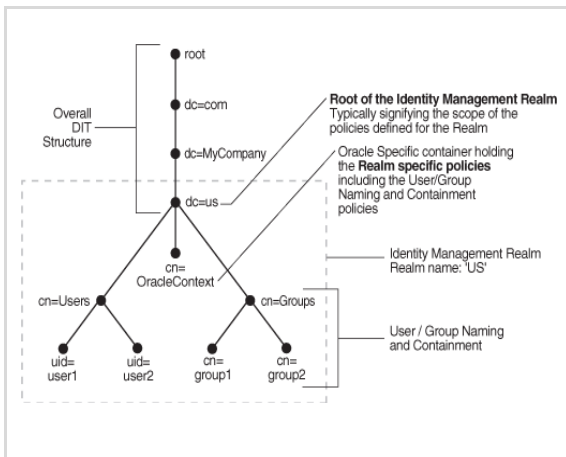 root
dc=com
dc=MyCompany
dc=us
Overall
DIT
Structure
Root of the Identity Management Realm
Typically signifying the scope of the
policies defined for the Realm
Oracle Specific container holding
the Realm specific policies
including the User/Group
Naming and Containment
policies
cn=
OracleContext
cn=Users
cn=Groups
Identity Management Realm
Realm name: 'US'
User / Group Naming
and Containment
uid=
user1
uid=
user2
cn=
group1
cn=
group2